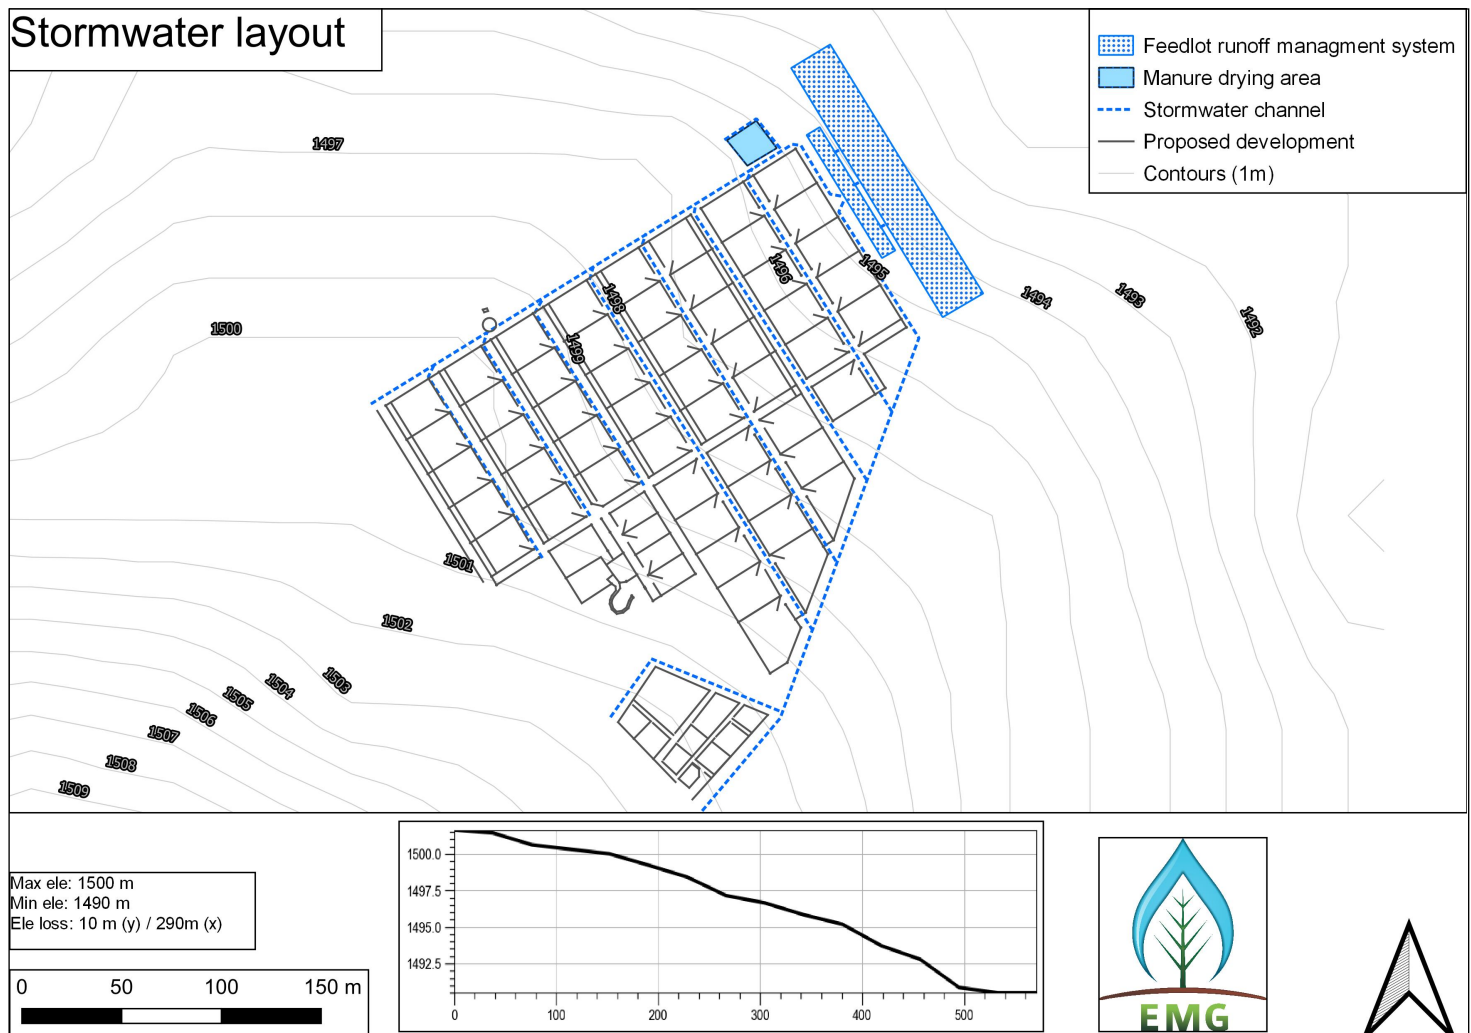 Stormwater layout
Feedlot runoff managment system
Manure drying area
Stormwater channel
Proposed development
Contours (1m)
1497
1500
1498
1499
1496
1495
1494
1493
1492
1501
1502
1503
1504
1505
1506
1507
1508
1509
Max ele: 1500 m
Min ele: 1490 m
Ele loss: 10 m (y) / 290m (x)
0 50 100 150 m
1500.0
1497.5
1495.0
1492.5
0 100 200 300 400 500
EMG